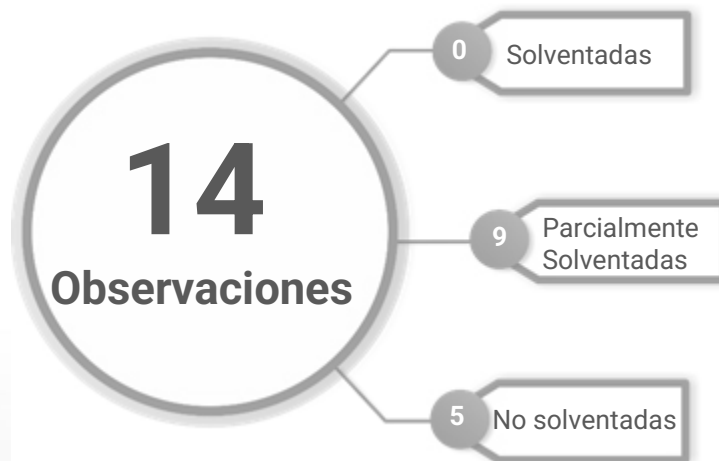 14
Observaciones
0
Solventadas
9
Parcialmente
Solventadas
5
No solventadas